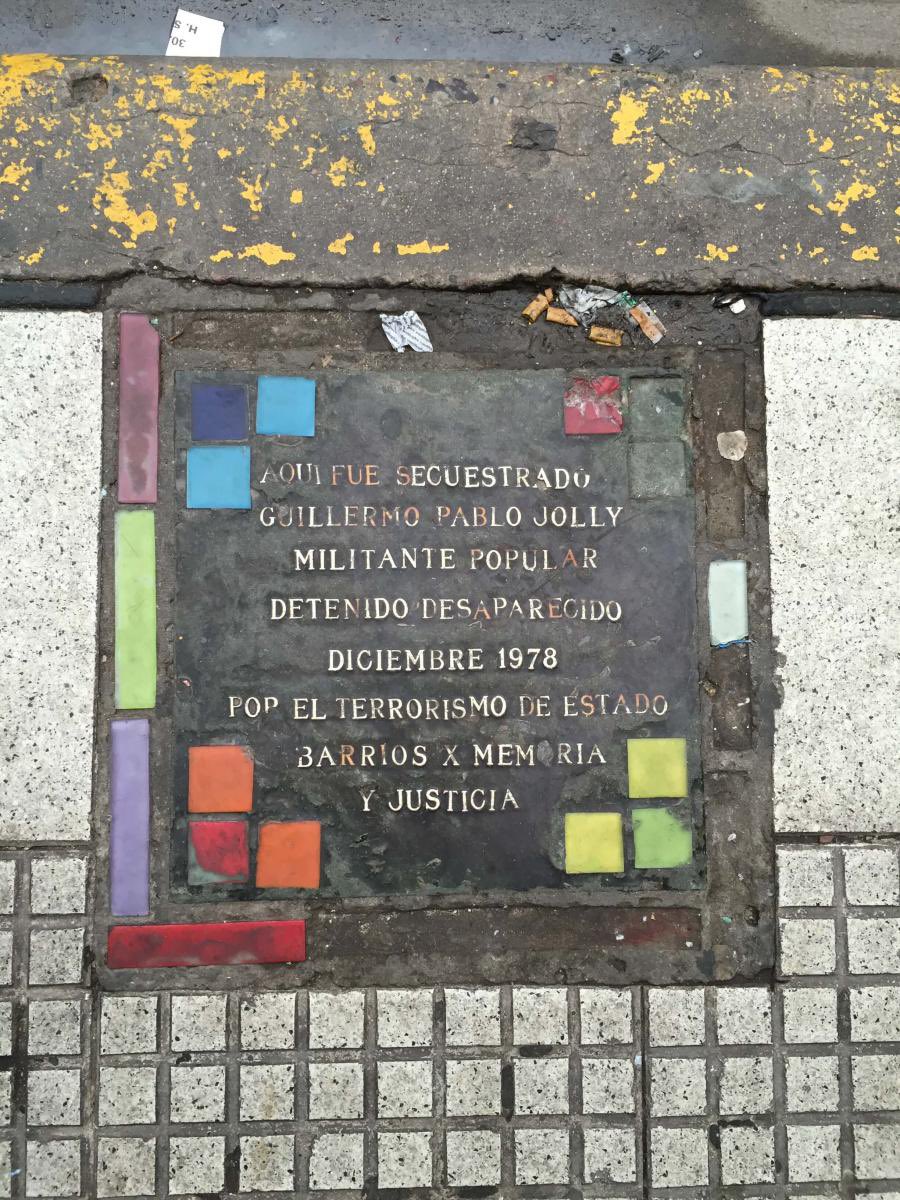 AQUI FUE SECUESTRADO
GUILLERMO PABLO JOLLY
MILITANTE POPULAR
DETENIDO DESAPARECIDO
DICIEMBRE 1978
POR EL TERRORISMO DE ESTADO
BARRIOS X MEMORIA
Y JUSTICIA